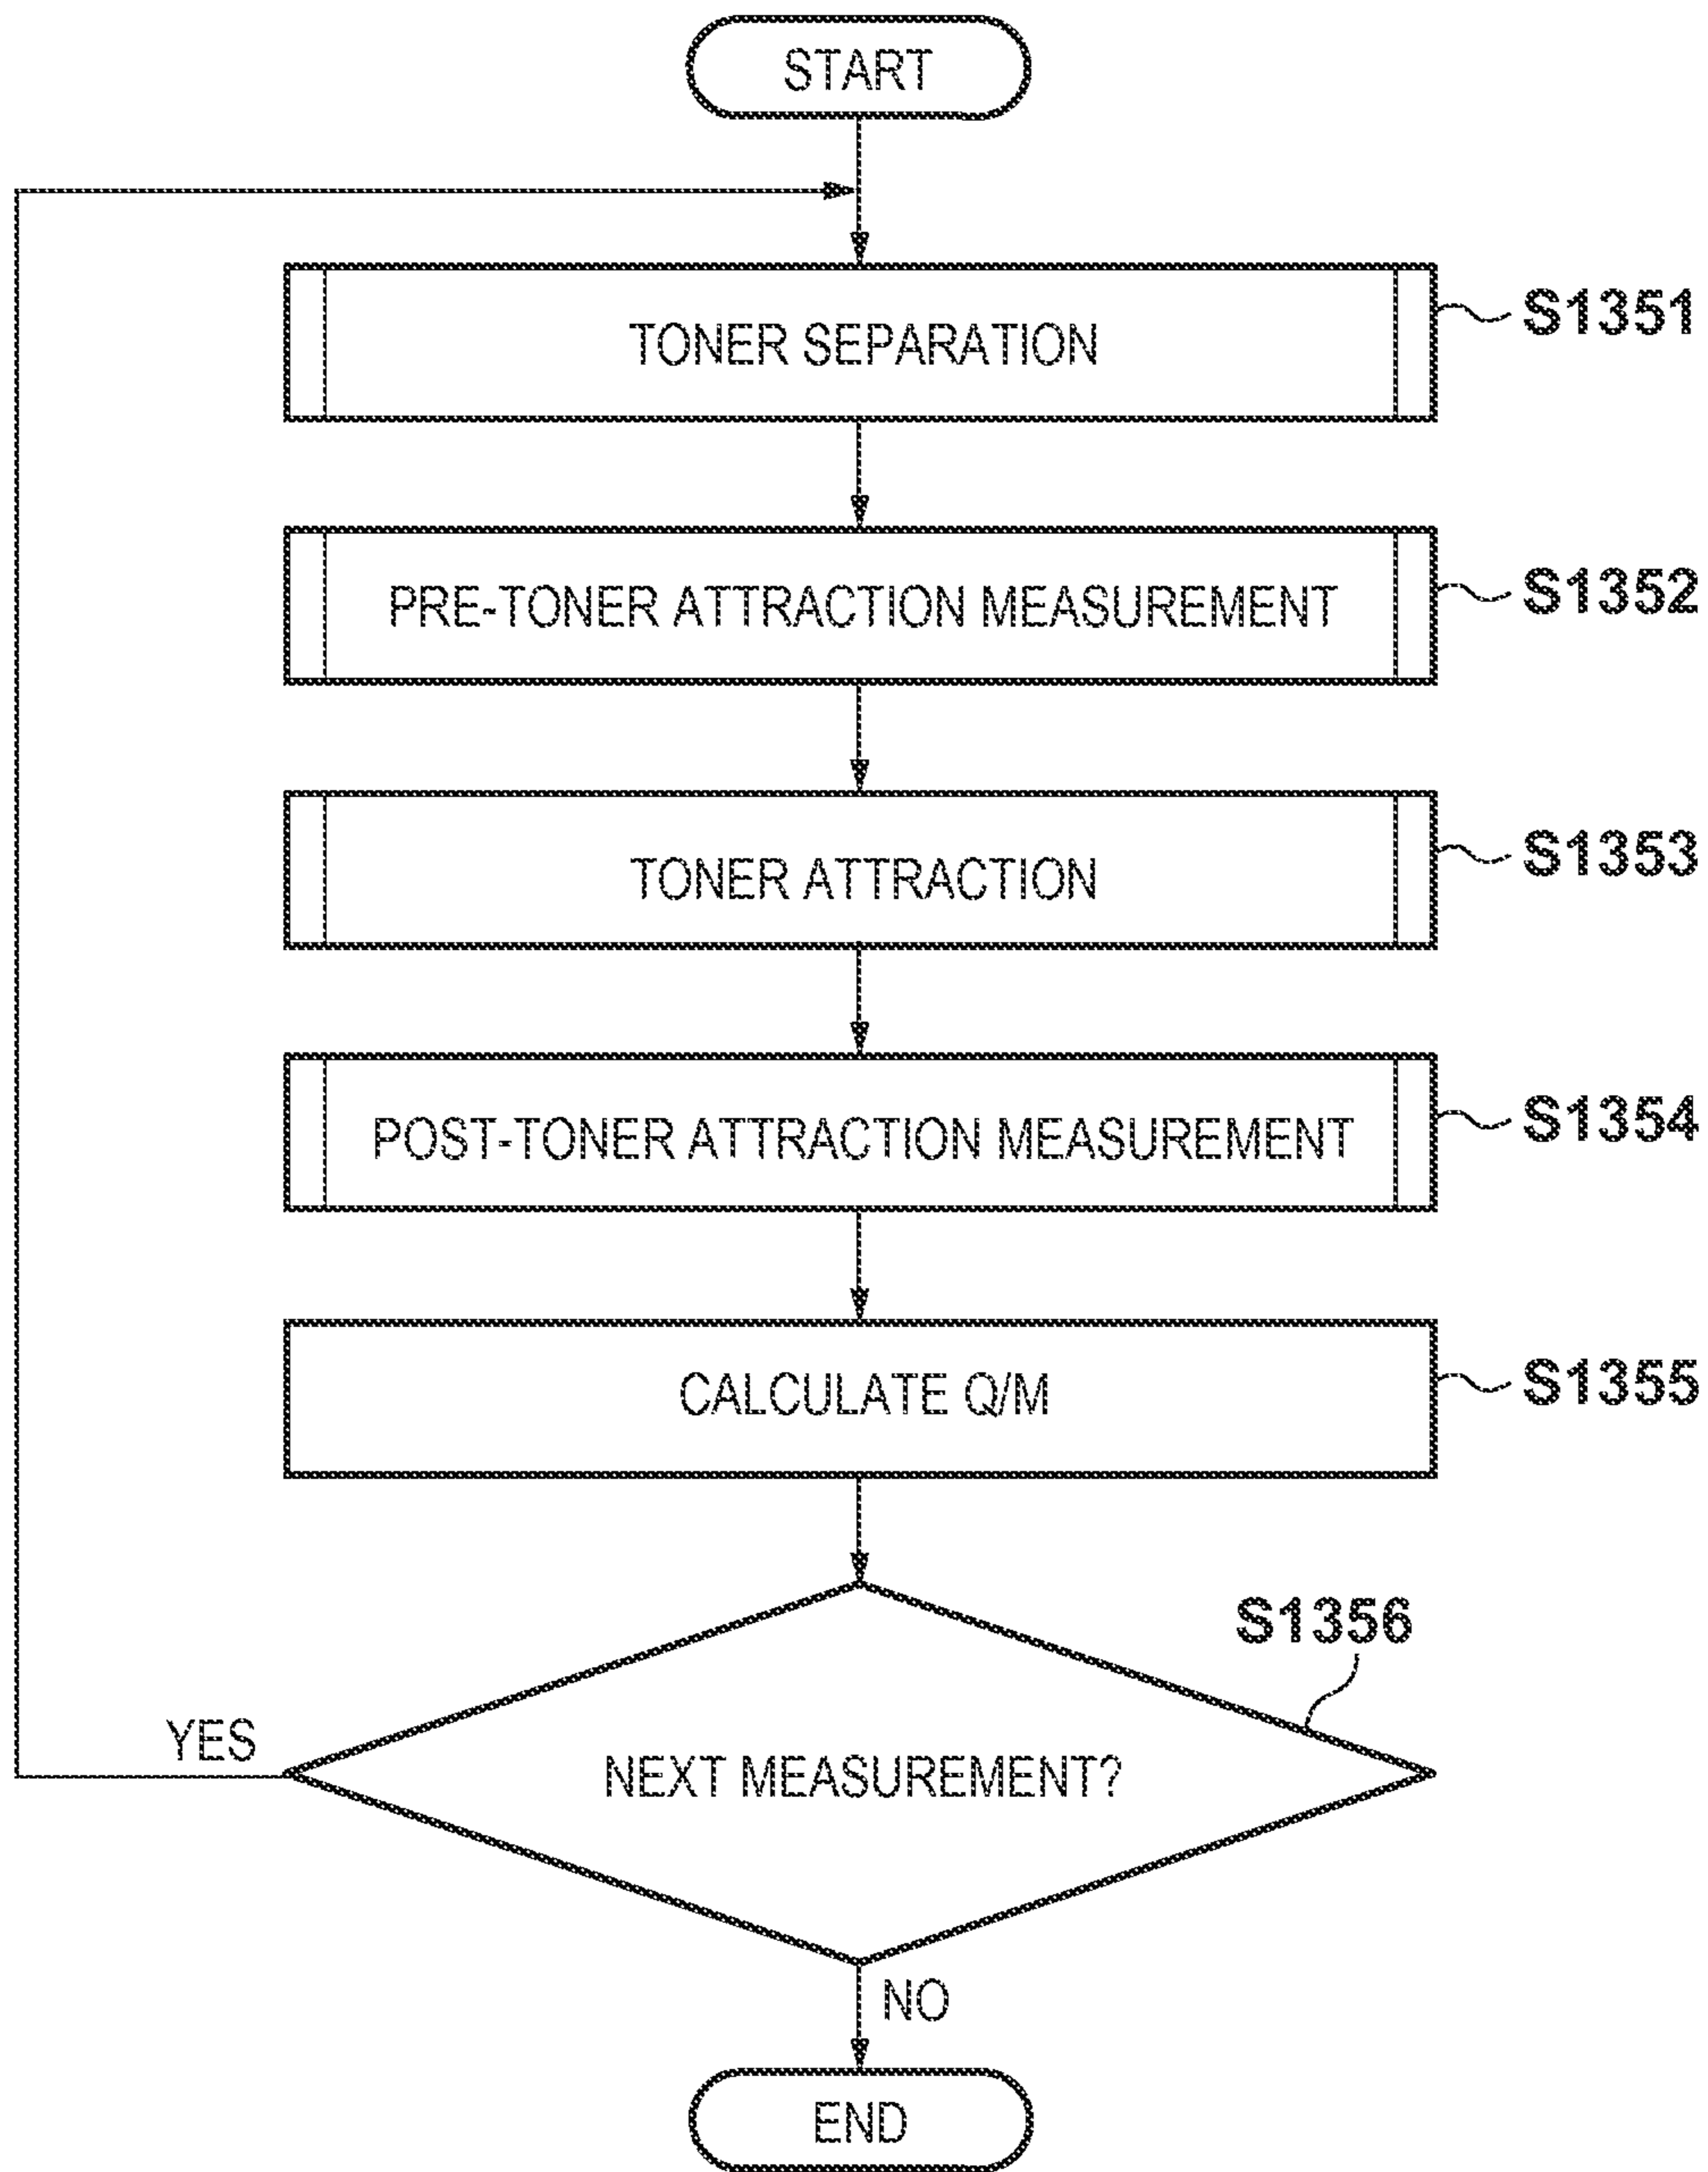 START
TONER SEPARATION
S1351
PRE-TONER ATTRACTION MEASUREMENT
S1352
TONER ATTRACTION
S1353
POST-TONER ATTRACTION MEASUREMENT
S1354
CALCULATE Q/M
S1355
S1356
YES
NEXT MEASUREMENT?
NO
END